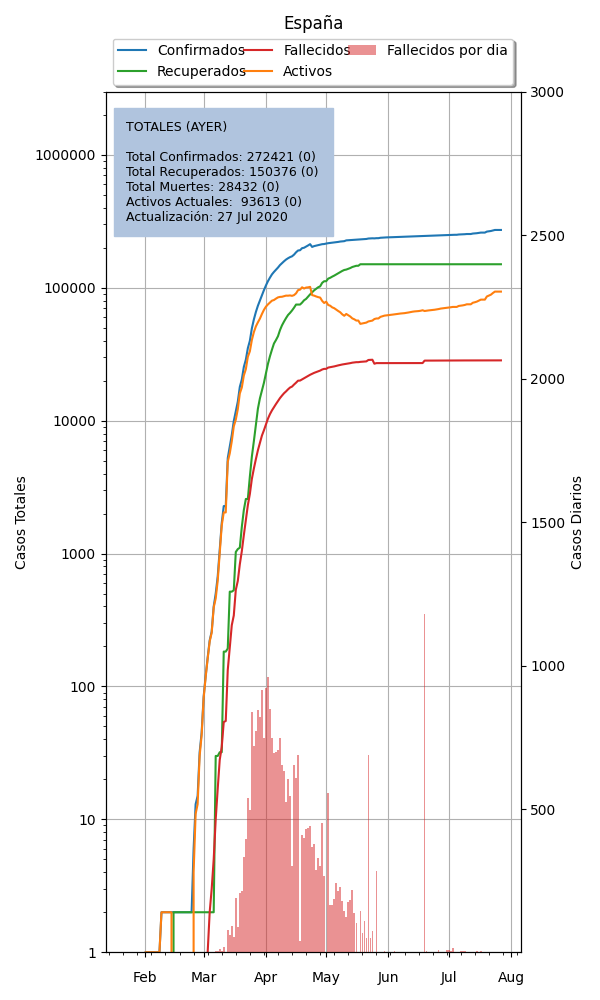 España
Confirmados
Recuperados
Fallecidos
Activos
Fallecidos por dia
TOTALES (AYER)
Total Confirmados: 272421 (0)
Total Recuperados: 150376 (0)
Total Muertes: 28432 (0)
Activos Actuales:  93613 (0)
Actualización: 27 Jul 2020
Casos Totales
1000000
100000
10000
1000
100
10
1
3000
2500
2000
1500
1000
500
Casos Diarios
Feb Mar Apr May Jun Jul Aug